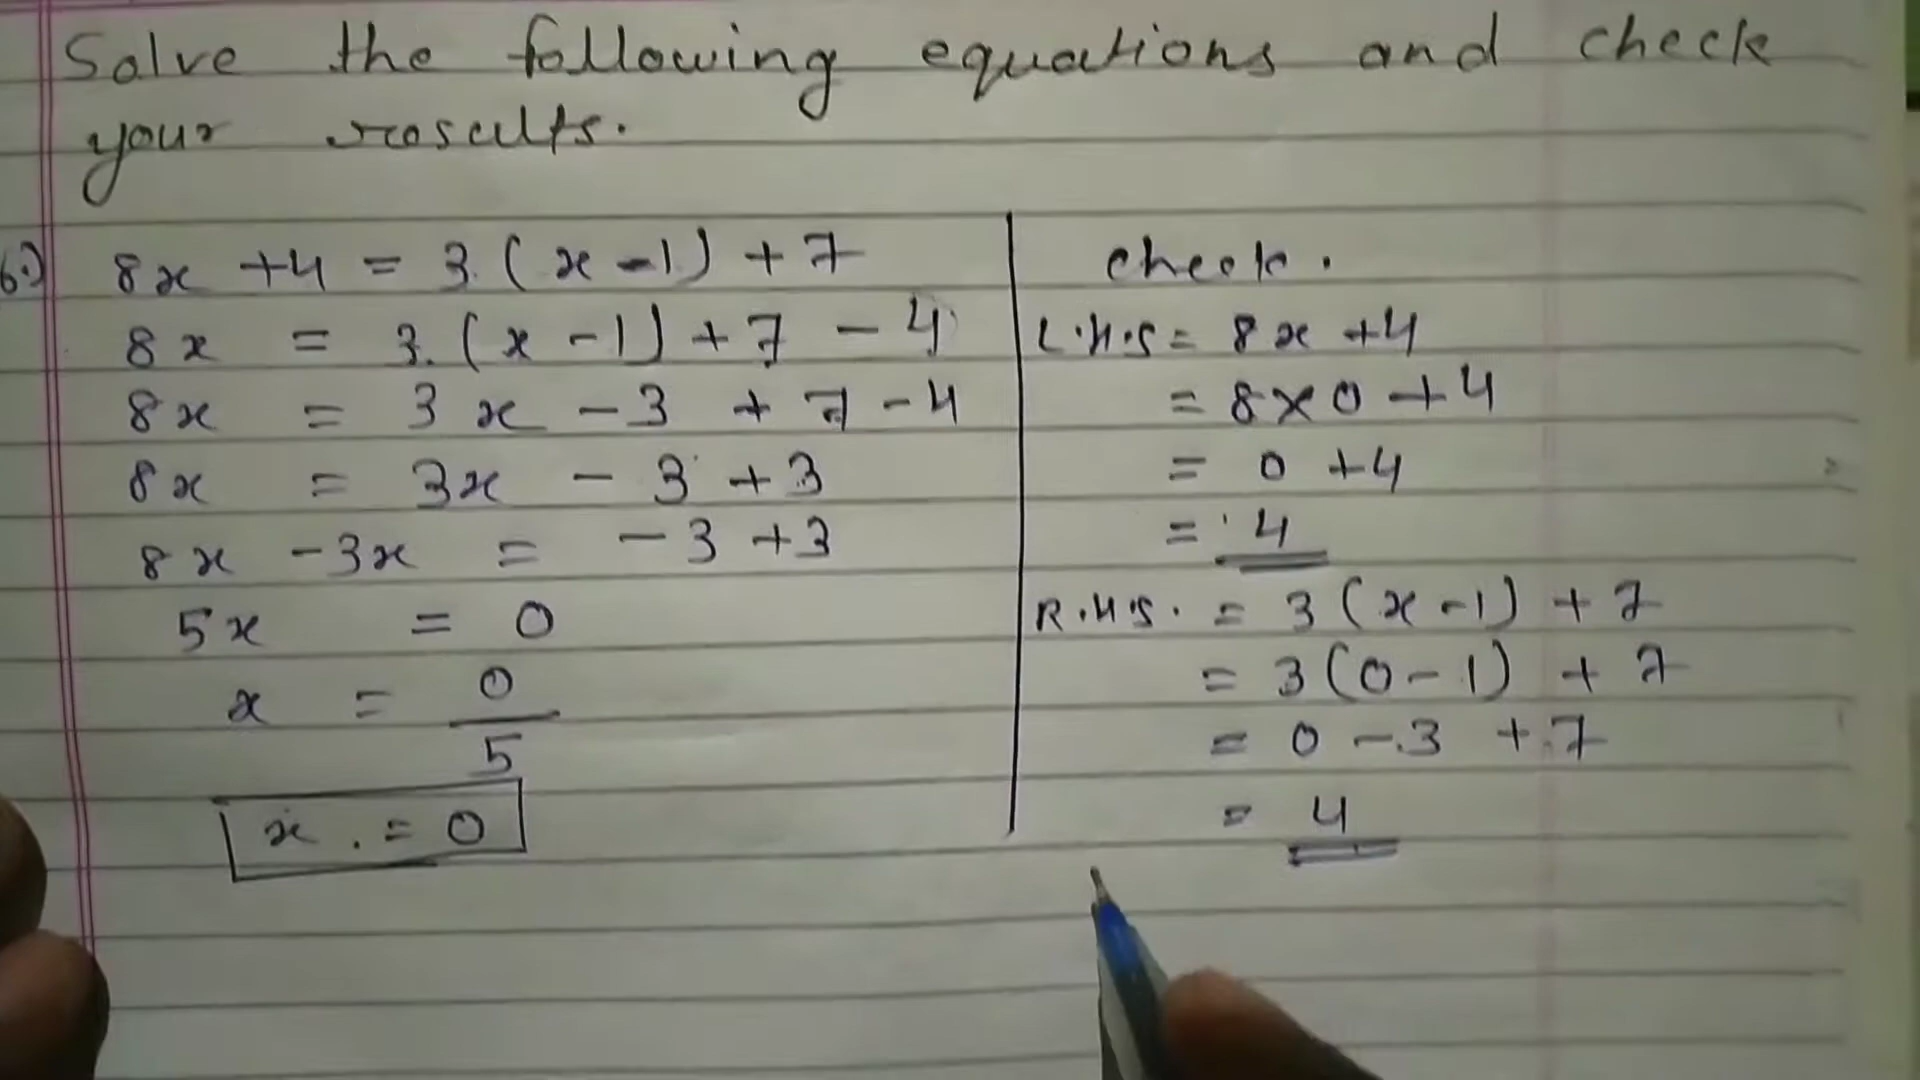 Solve the following equations and check
your results.
6.) 8x + 4 = 3.(x - 1) + 7
8x = 3.(x - 1) + 7 - 4
8x = 3x - 3 + 7 - 4
8x = 3x - 3 + 3
8x - 3x = - 3 + 3
5x = 0
x = 0/5
x = 0
check.
L.H.S = 8x + 4
= 8 × 0 + 4
= 0 + 4
= 4
R.H.S. = 3(x - 1) + 7
= 3(0 - 1) + 7
= 0 - 3 + 7
= 4